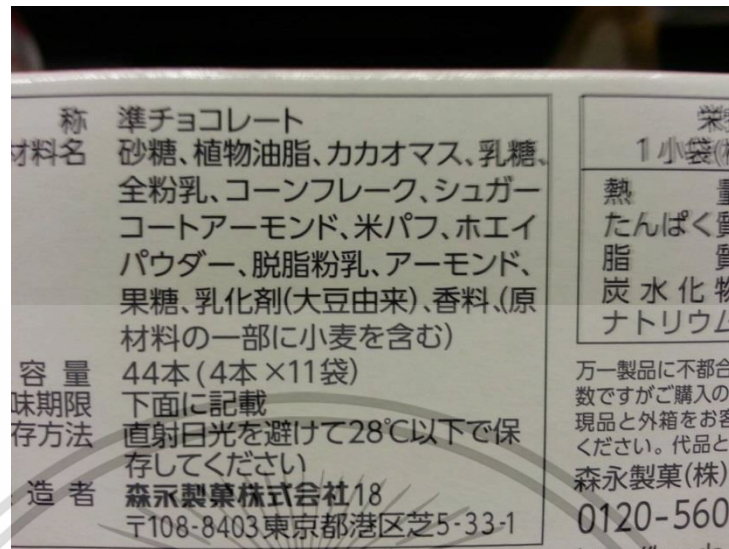 称 準チョコレート
材料名 砂糖、植物油脂、カカオマス、乳糖、
全粉乳、コーンフレーク、シュガー
コートアーモンド、米パフ、ホエイ
パウダー、脱脂粉乳、アーモンド、
果糖、乳化剤(大豆由来)、香料、(原
材料の一部に小麦を含む)
容量 44本(4本×11袋)
味期限 下面に記載
存方法 直射日光を避けて28℃以下で保
存してください
造者 森永製菓株式会社18
〒108-8403東京都港区芝5-33-1
栄
1小袋(
熱
たんぱく質
脂質
炭水化物
ナトリウム
万一製品に不都合
数ですがご購入の
現品と外箱をお客
ください。代品と
森永製菓(株)
0120-560